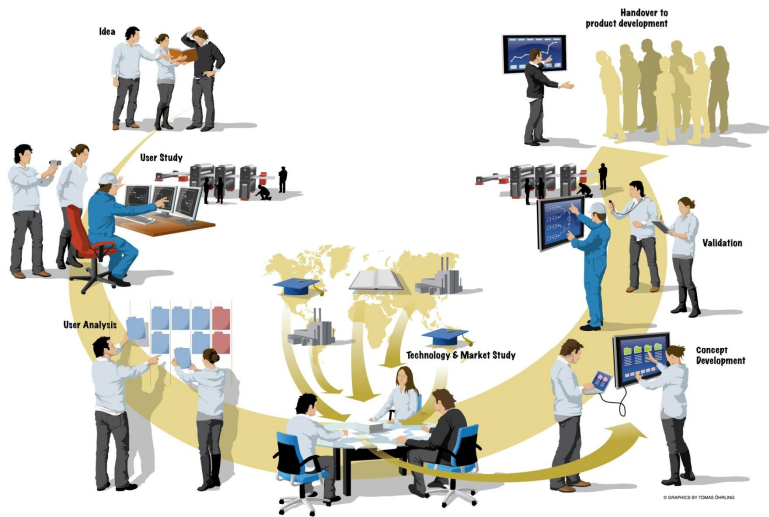 Idea
User Study
User Analysis
Technology & Market Study
Concept
Development
Validation
Handover to
product development
© GRAPHICS BY TOMAS ÖHRLING